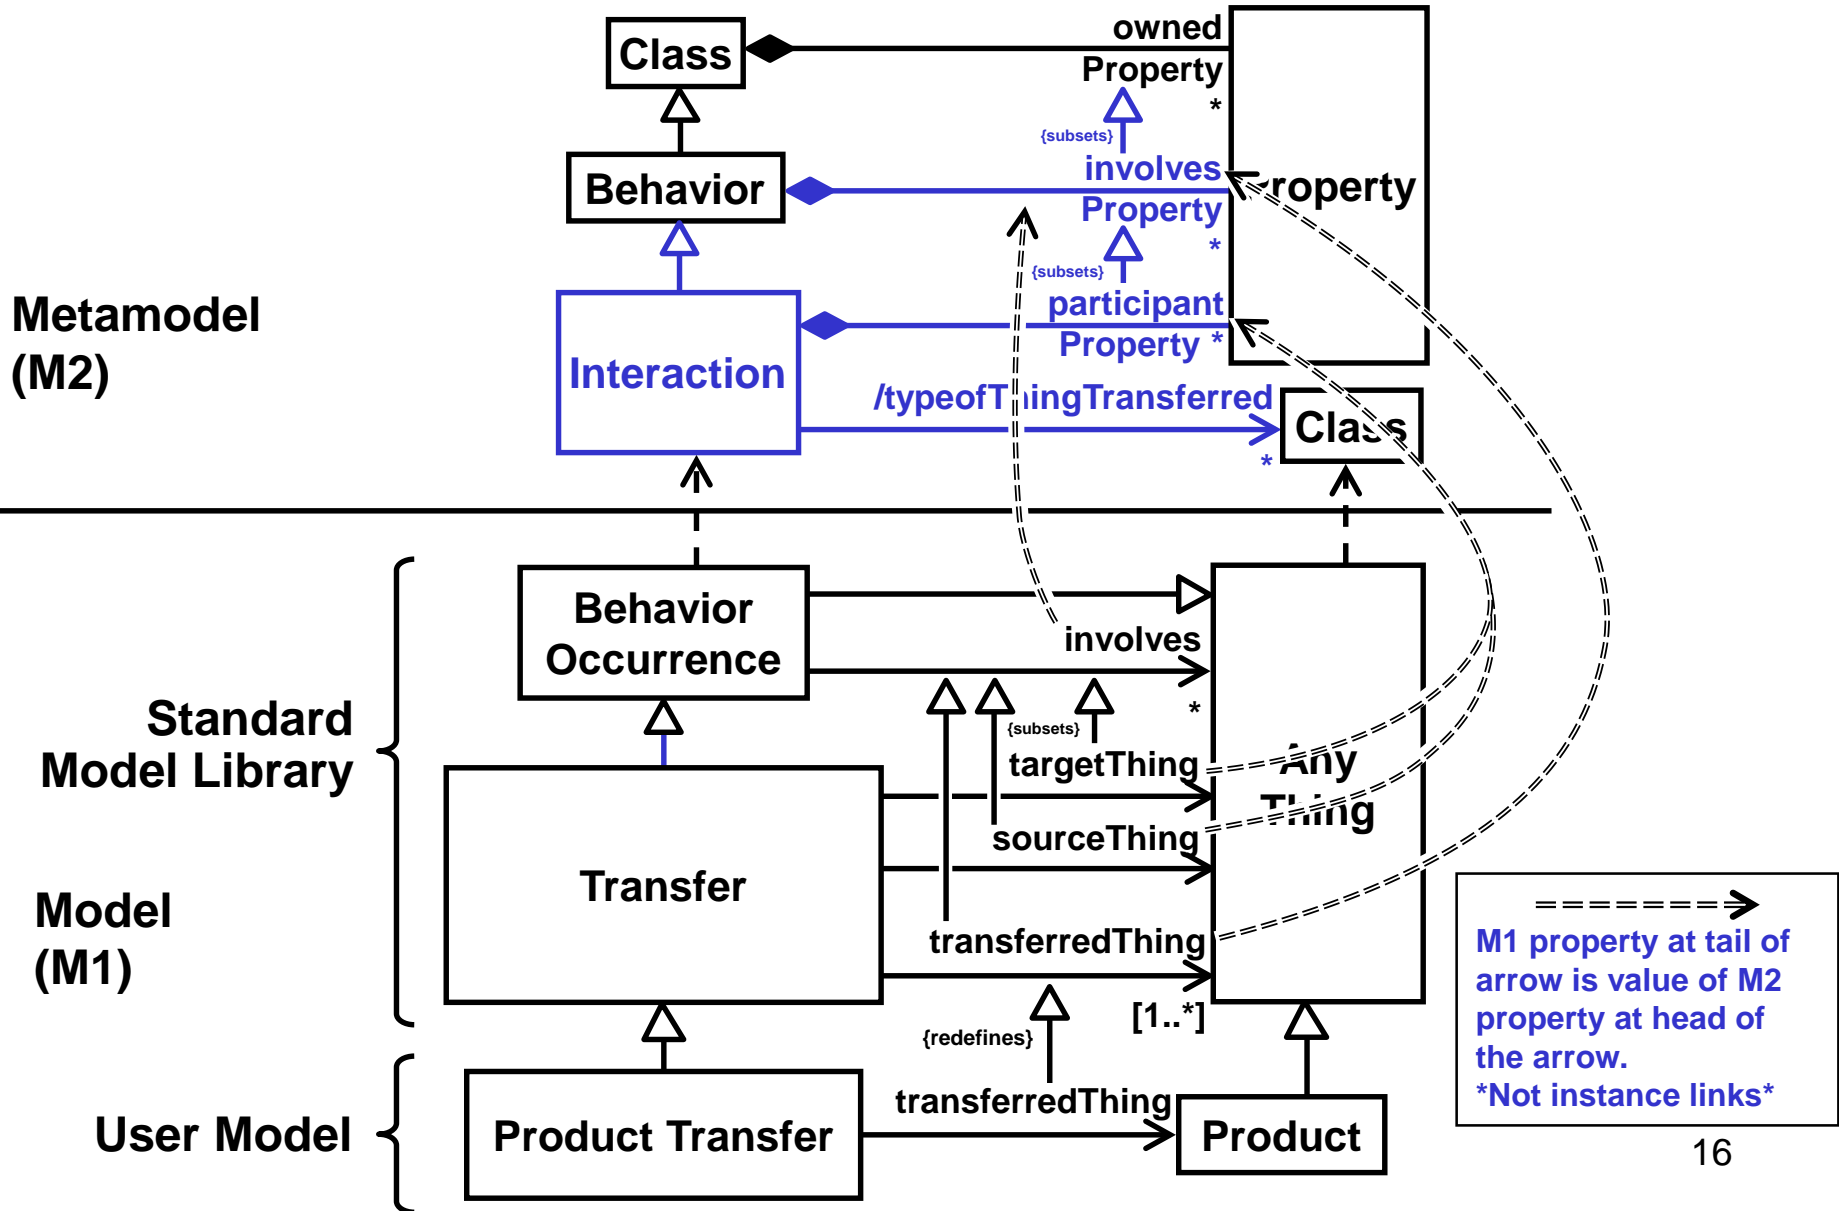 Class
owned
Property
*
{subsets}
Behavior
involves
Property
*
roperty
{subsets}
Metamodel
(M2)
participant
Property *
Interaction
/typeofThingTransferred
*
Class
Behavior
Occurrence
involves
*
Standard
Model Library
{subsets}
targetThing
Any
Thing
sourceThing
Transfer
Model
(M1)
transferredThing
[1..*]
{redefines}
transferredThing
User Model
Product Transfer
Product
M1 property at tail of
arrow is value of M2
property at head of
the arrow.
*Not instance links*
16